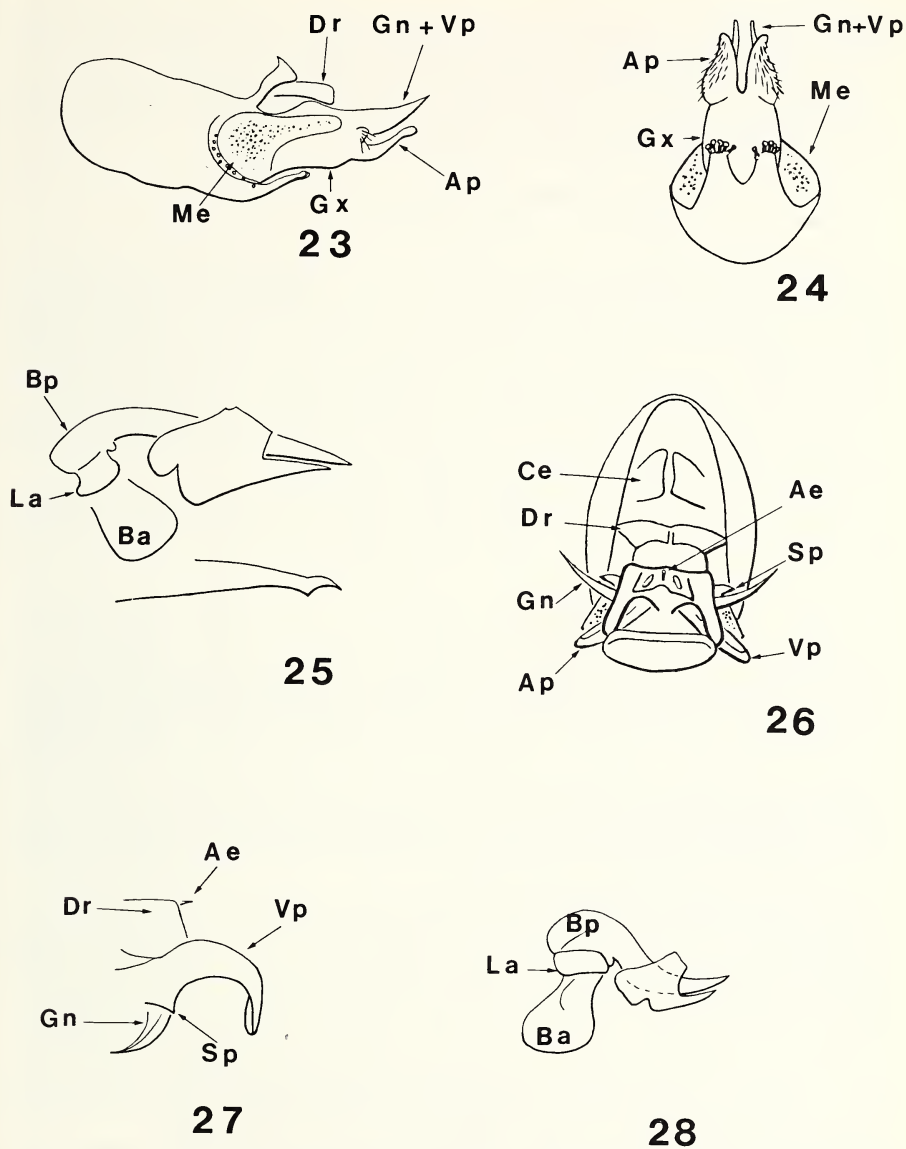 Dr
Gn + Vp
Ap
Me
Gx
23
Gn+Vp
Ap
Me
Gx
24
Bp
La
Ba
25
Ce
Ae
Dr
Sp
Gn
Vp
Ap
26
Ae
Dr
Vp
Gn
Sp
27
Bp
La
Ba
28